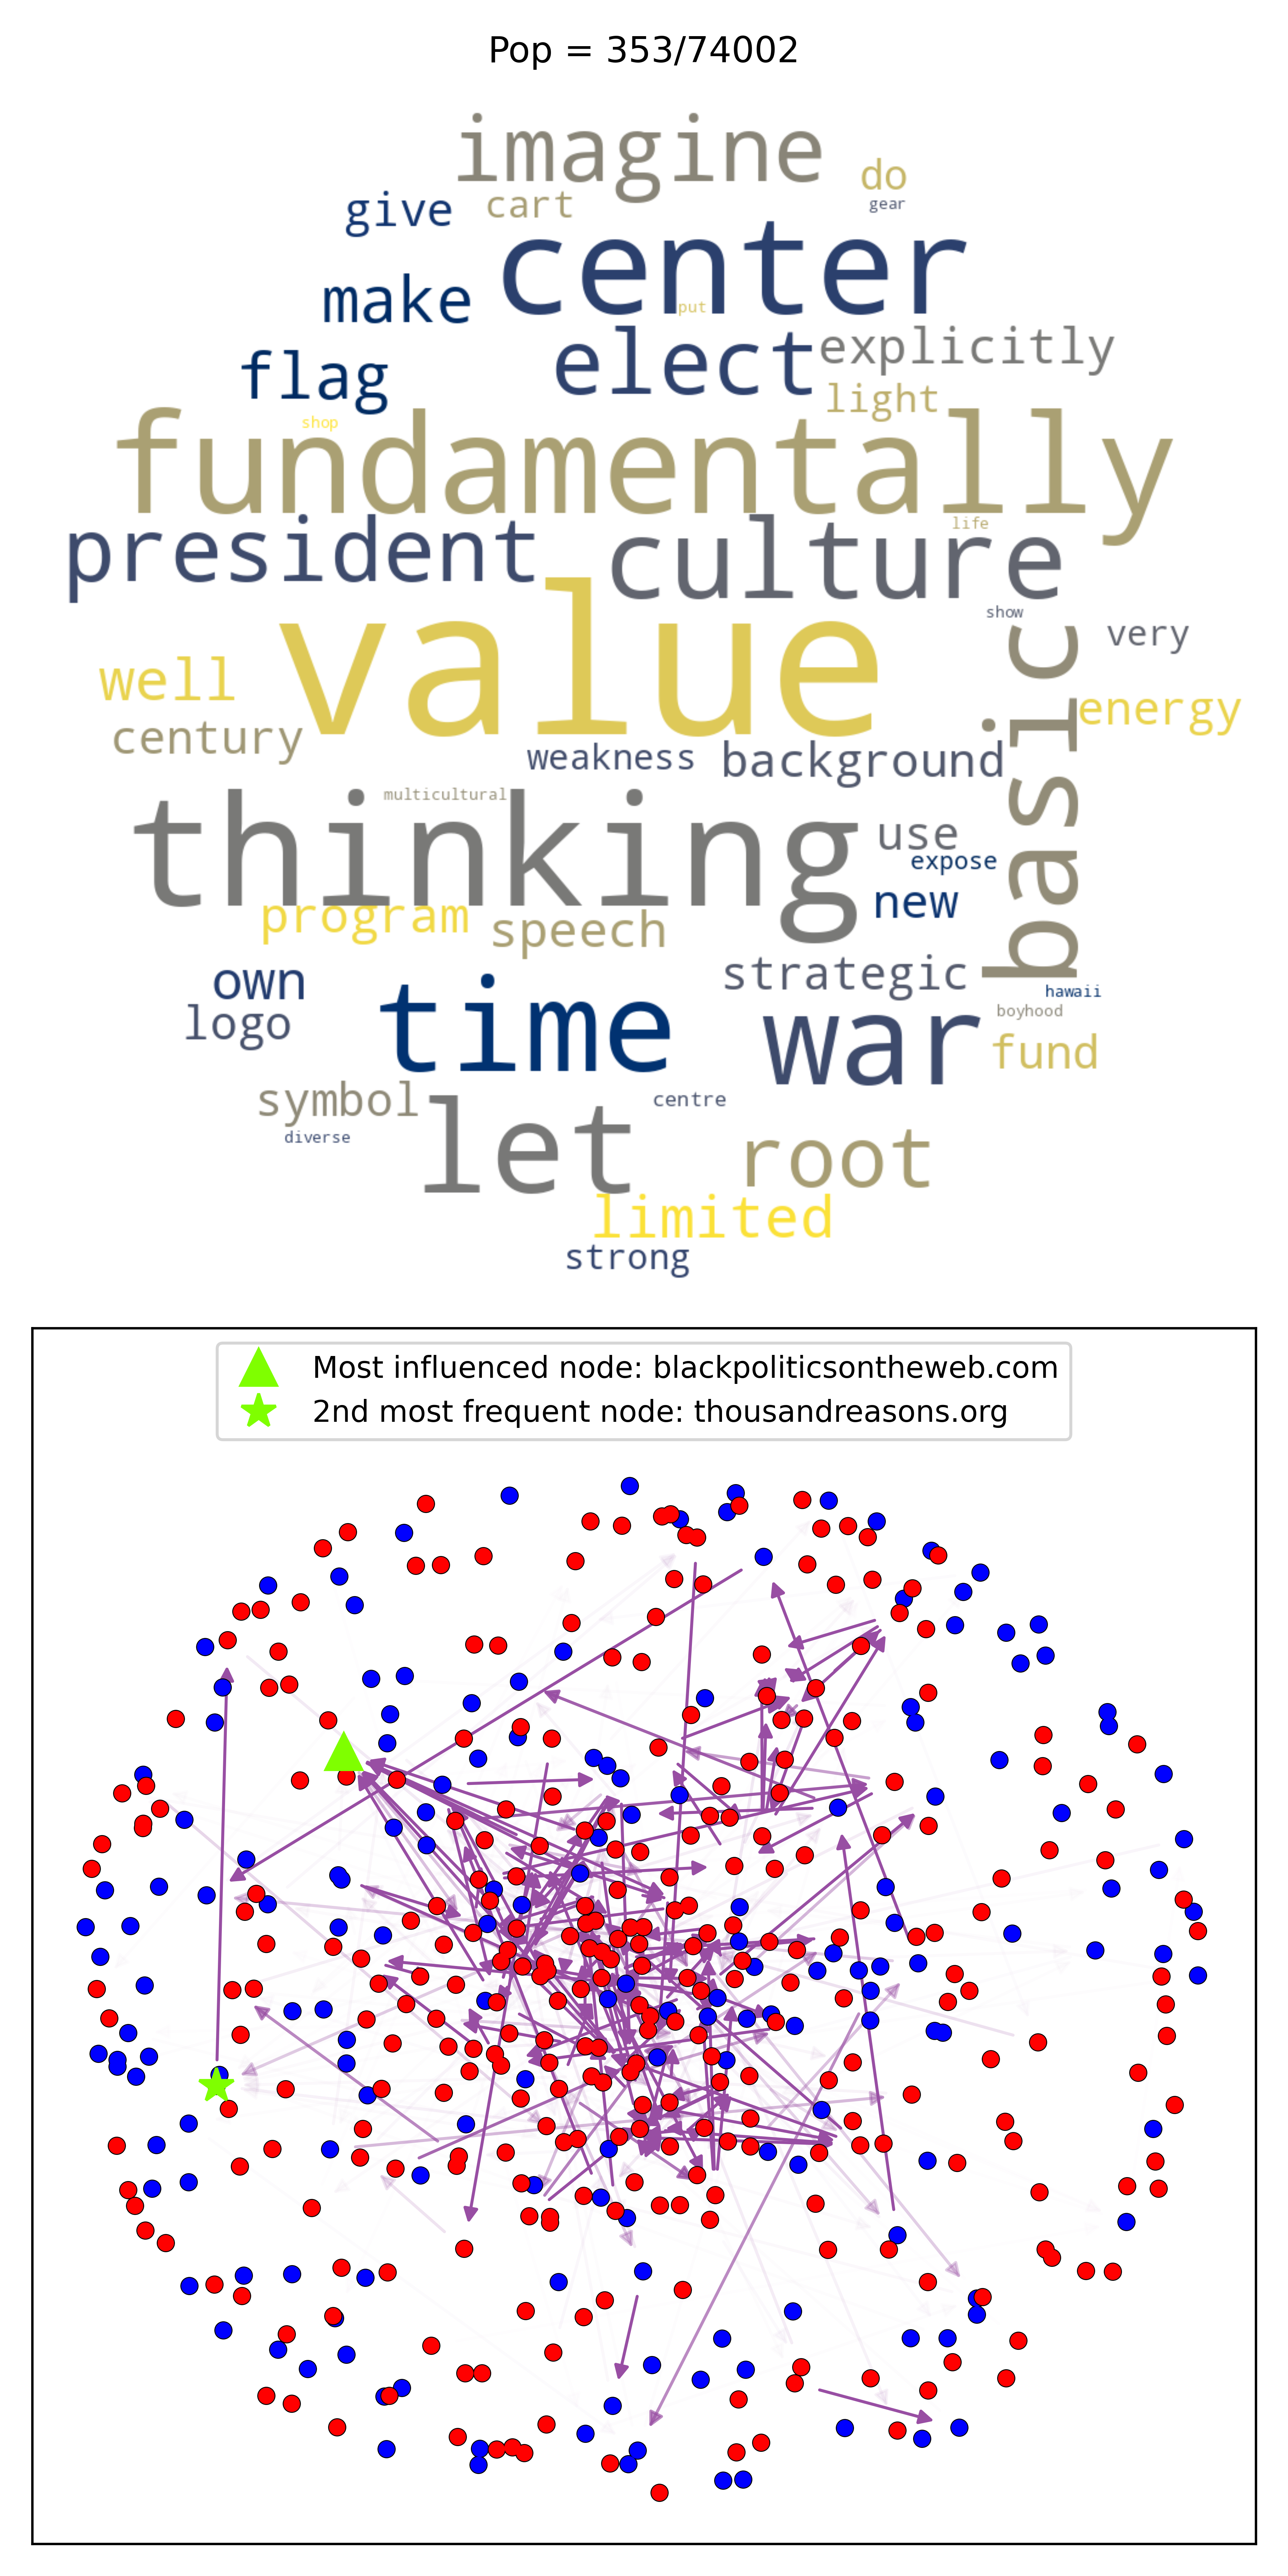 Pop = 353/74002
imagine
do
gear
give
cart
center
make
put
elect
explicitly
flag
light
shop
fundamentally
president
life
culture
show
value
very
well
basic
energy
century
weakness
background
multicultural
thinking
use
expose
program
speech
new
own
strategic
hawaii
logo
time
war
boyhood
fund
symbol
let
centre
diverse
root
limited
strong
Most influenced node: blackpoliticsontheweb.com
2nd most frequent node: thousandreasons.org